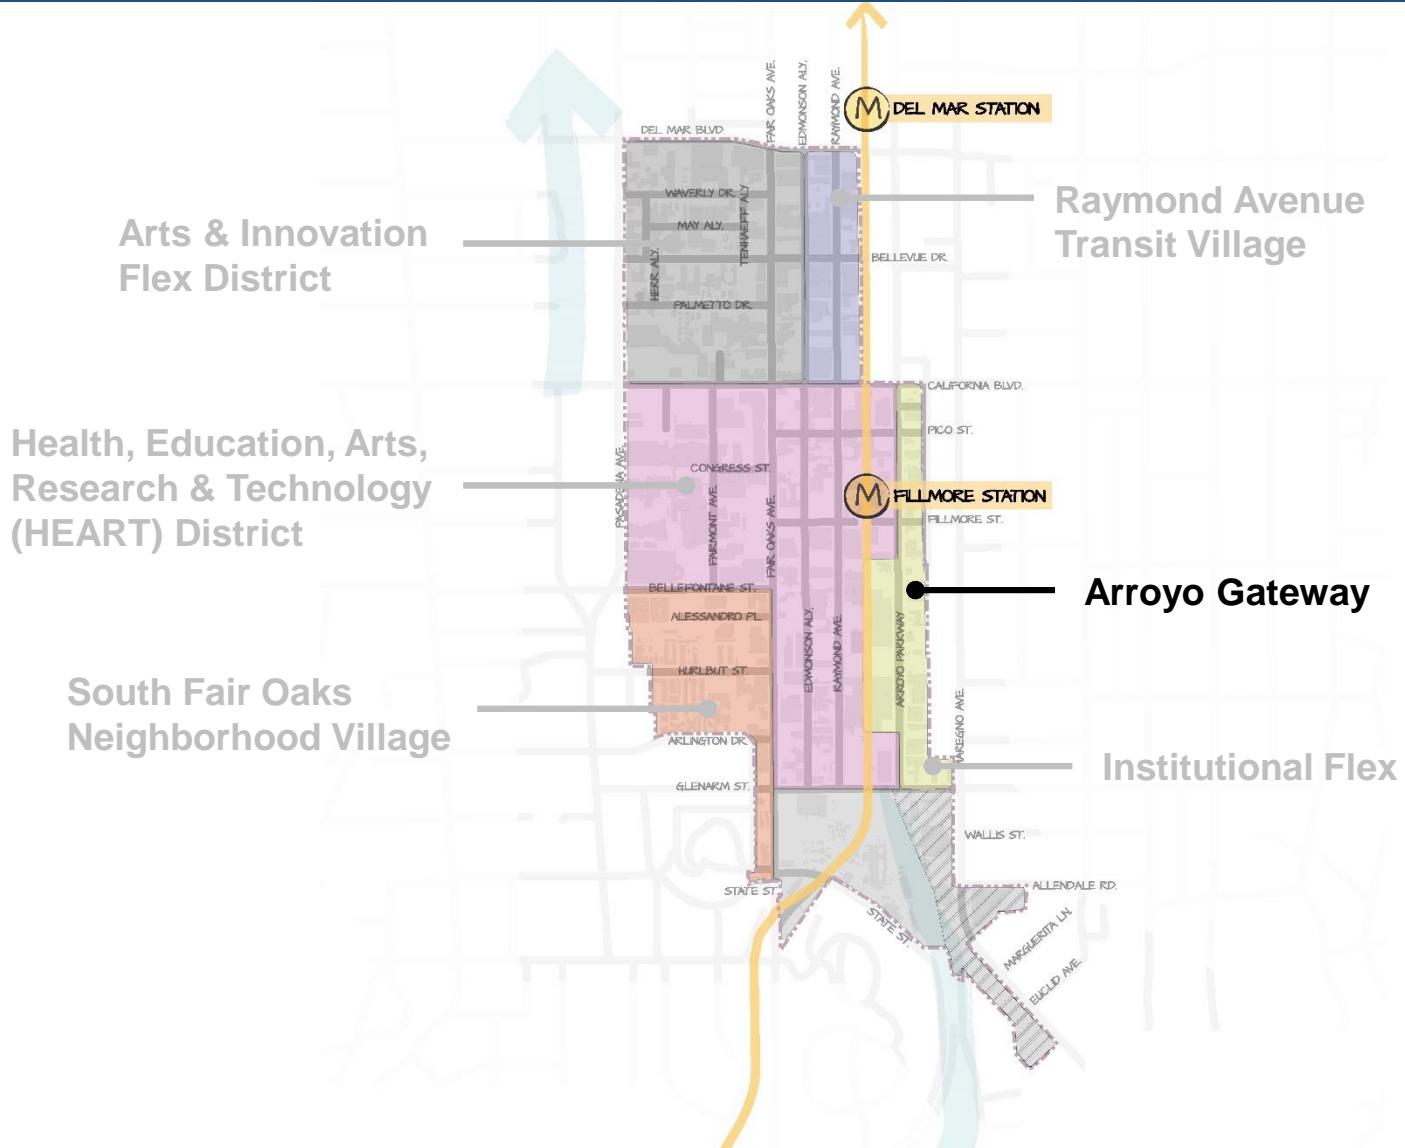 FAIR OAKS AVE.
EDMONSON ALY.
RAYMOND AVE.
M
DEL MAR STATION
DEL MAR BLVD.
WAVERLY DR.
TENHAEFF ALY
MAY ALY.
HERR ALY.
PALMETTO DR.
BELLEVUE DR.
Raymond Avenue
Transit Village
Arts & Innovation
Flex District
CALIFORNIA BLVD.
PICO ST.
Health, Education, Arts,
Research & Technology
(HEART) District
PASADENA AVE.
CONGRESS ST.
FAIRMONT AVE.
FAIR OAKS AVE.
M
FILLMORE STATION
FILLMORE ST.
BELLEFONTAINE ST.
ALESSANDRO PL.
HURLBUT ST.
EDMONSON ALY.
RAYMOND AVE.
ARROYO PARKWAY
Arroyo Gateway
South Fair Oaks
Neighborhood Village
ARLINGTON DR.
GLENARM ST.
Institutional Flex
WALLIS ST.
STATE ST.
STATE ST.
ALLENDALE RD.
MARGUERITA LN.
EUCLID AVE.